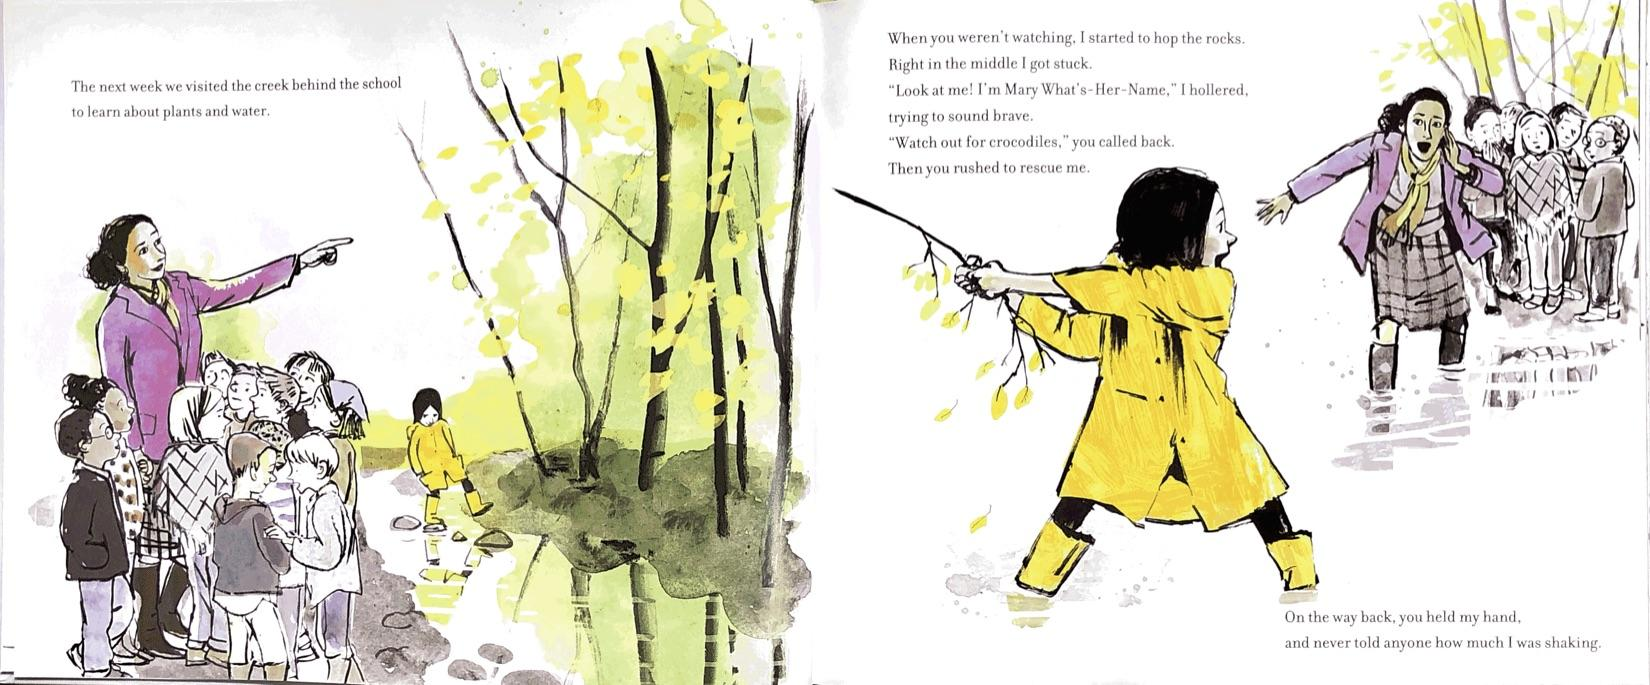 The next week we visited the creek behind the school
to learn about plants and water.
When you weren't watching, I started to hop the rocks.
Right in the middle I got stuck.
“Look at me! I'm Mary What's-Her-Name,” I hollered,
trying to sound brave.
“Watch out for crocodiles,” you called back.
Then you rushed to rescue me.
On the way back, you held my hand,
and never told anyone how much I was shaking.